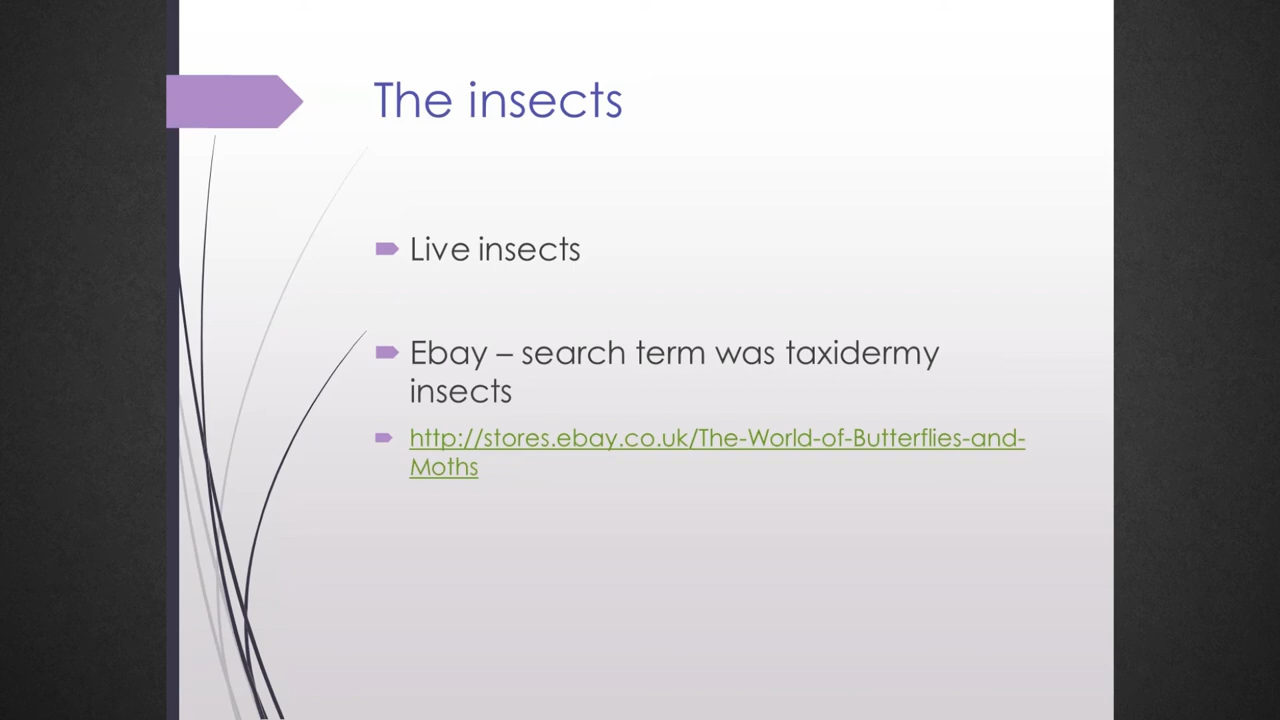 The insects
Live insects
Ebay – search term was taxidermy
insects
http://stores.ebay.co.uk/The-World-of-Butterflies-and-
Moths